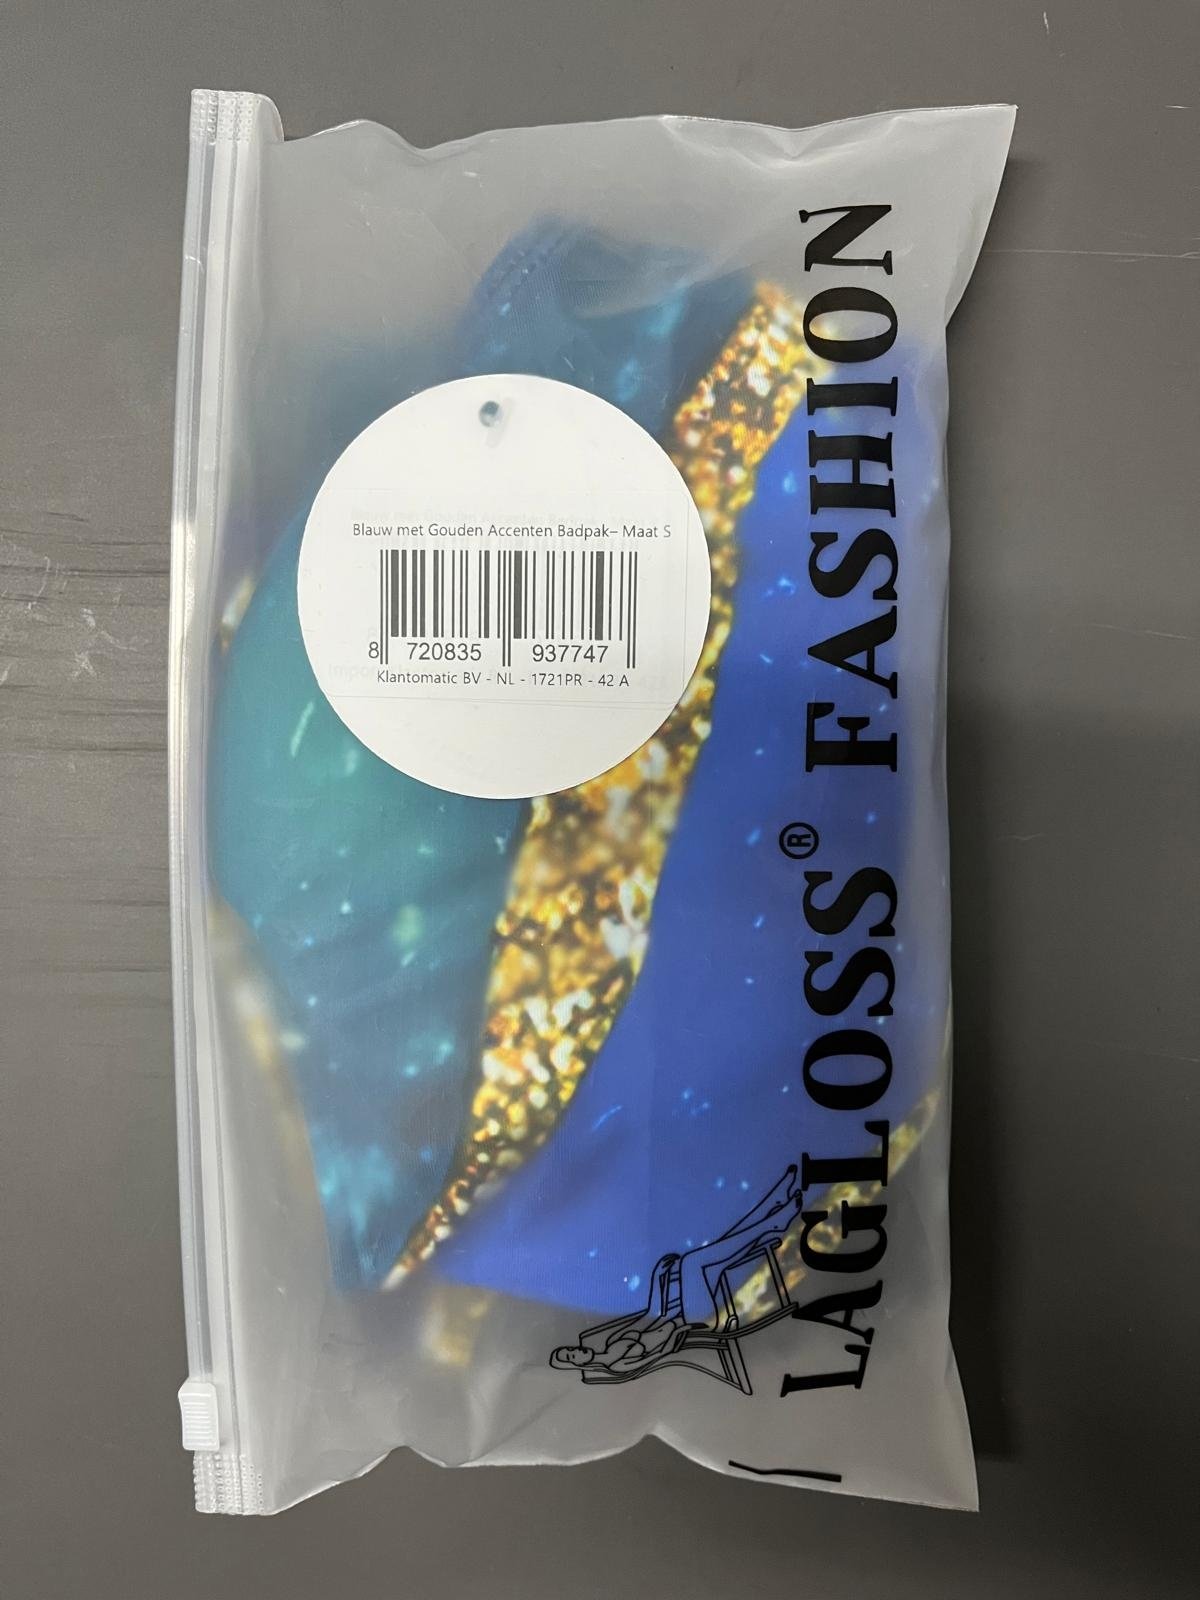 Blauw met Gouden Accenten Badpak– Maat S
8 720835 937747
Klantomatic BV - NL - 1721PR - 42 A
LAGLOSS® FASHION